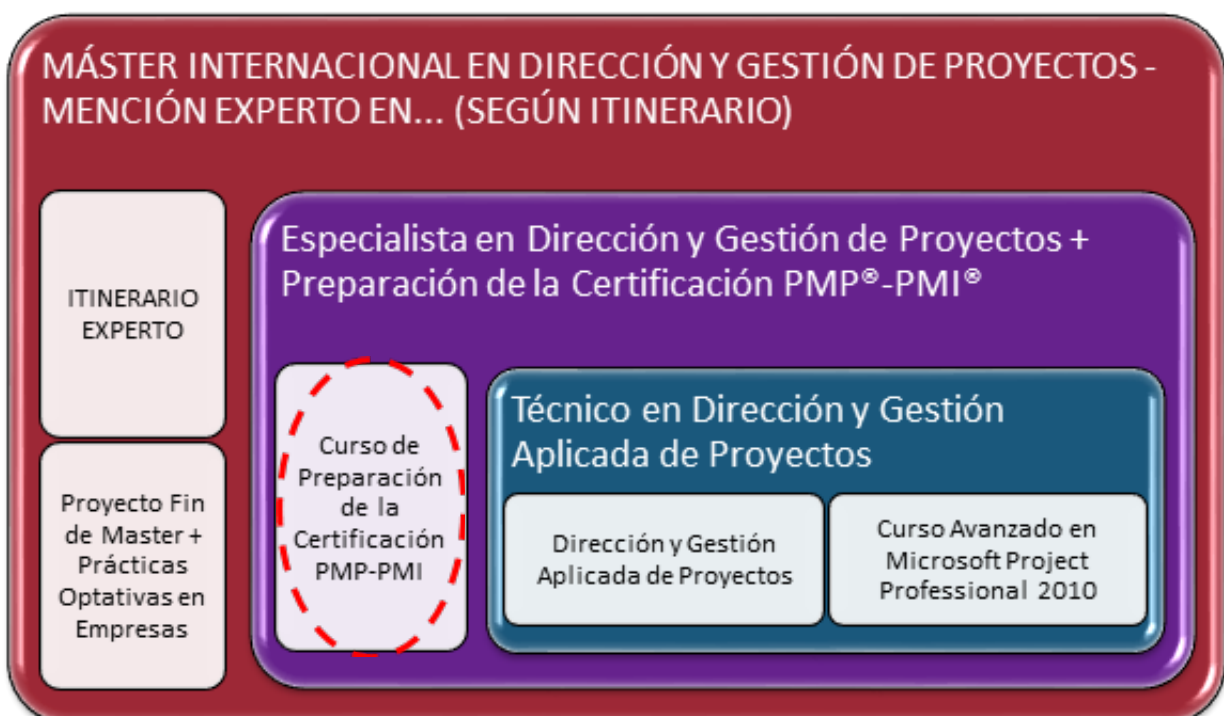 MÁSTER INTERNACIONAL EN DIRECCIÓN Y GESTIÓN DE PROYECTOS -
MENCIÓN EXPERTO EN... (SEGÚN ITINERARIO)
ITINERARIO
EXPERTO
Proyecto Fin
de Master +
Prácticas
Optativas en
Empresas
Especialista en Dirección y Gestión de Proyectos +
Preparación de la Certificación PMP®-PMI®
Curso de
Preparación
de la
Certificación
PMP-PMI
Técnico en Dirección y Gestión
Aplicada de Proyectos
Dirección y Gestión
Aplicada de Proyectos
Curso Avanzado en
Microsoft Project
Professional 2010